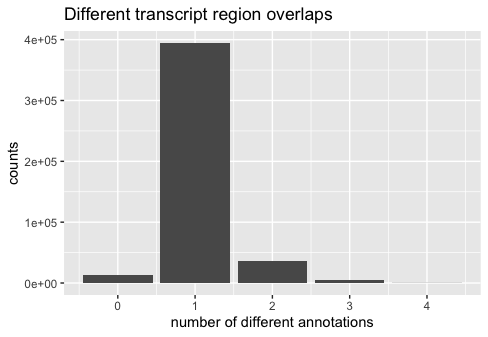 Different transcript region overlaps
counts
4e+05
3e+05
2e+05
1e+05
0e+00
0 1 2 3 4
number of different annotations